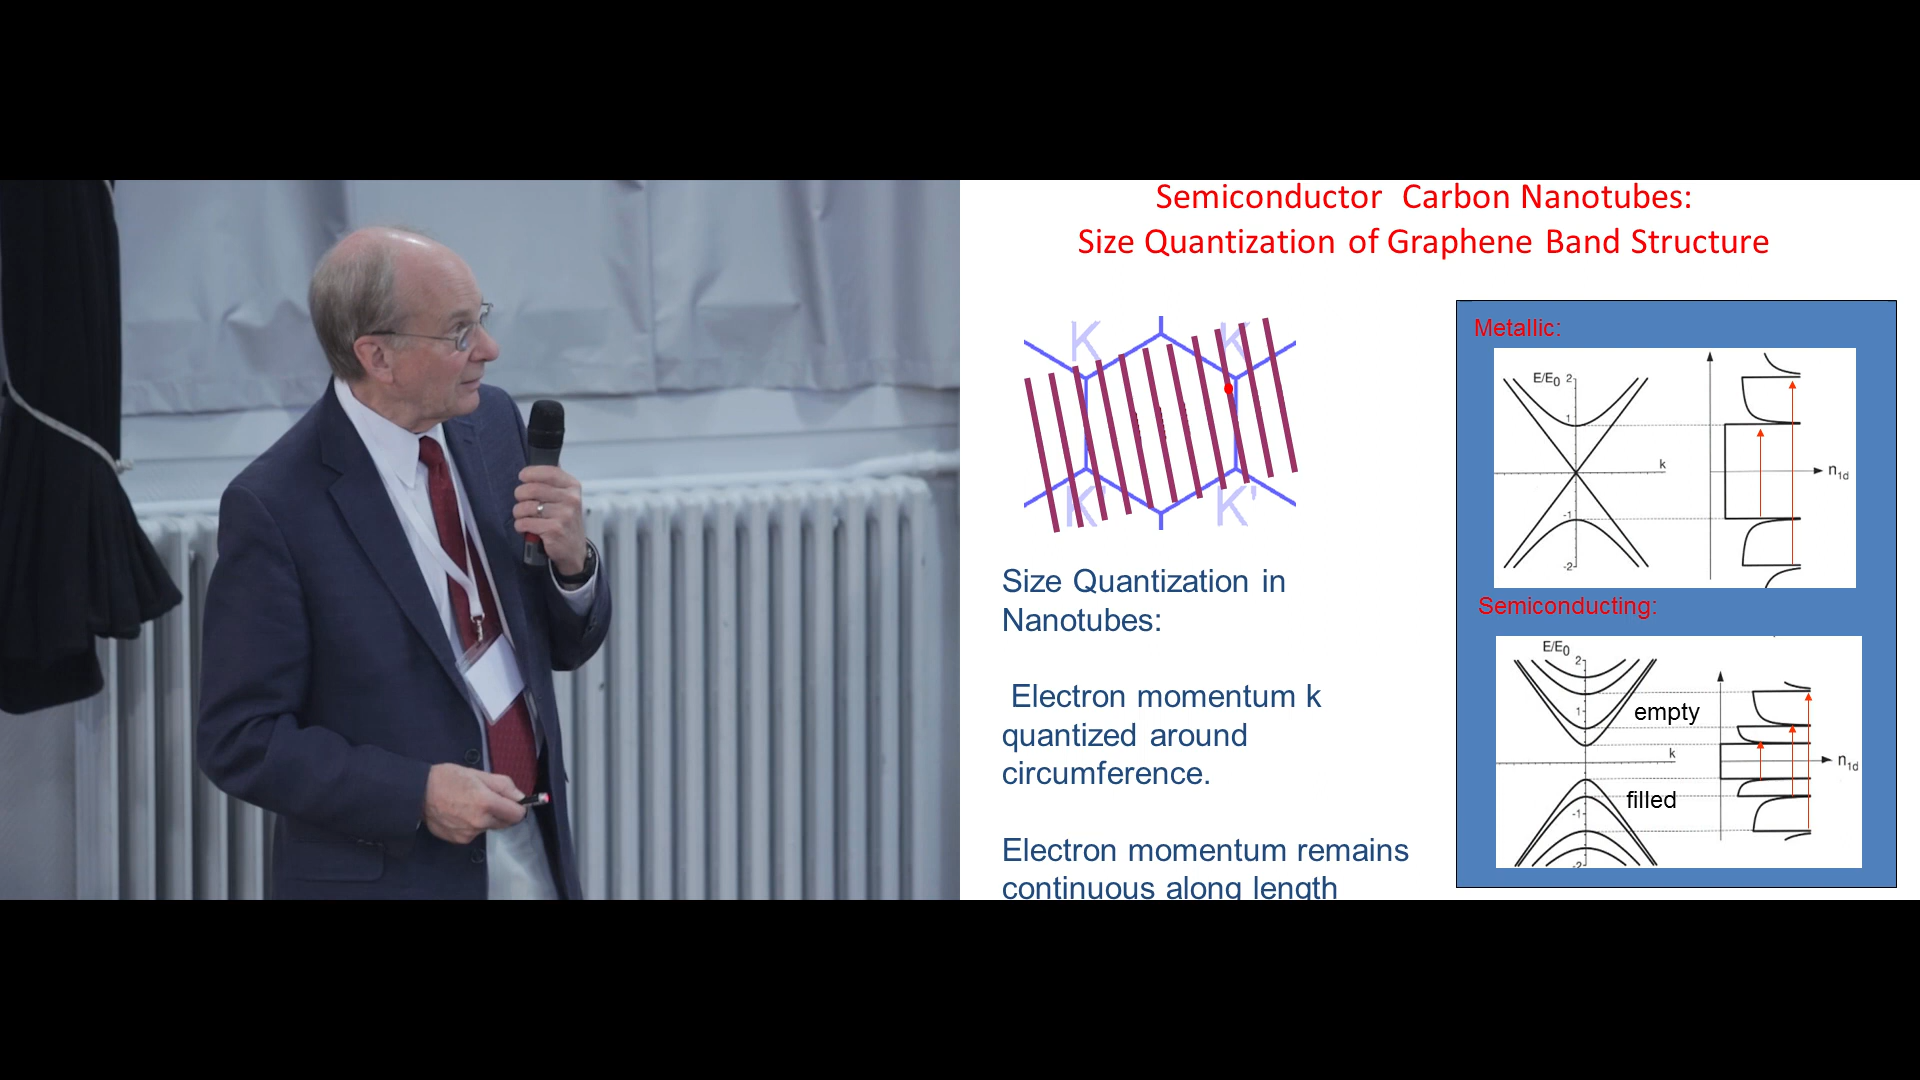 Semiconductor Carbon Nanotubes:
Size Quantization of Graphene Band Structure
K
K
K
K'
Size Quantization in
Nanotubes:
Electron momentum k
quantized around
circumference.
Electron momentum remains
continuous along length
Metallic:
E/E0 2
1
k
-1
-2
n1d
Semiconducting:
E/E0
2
1
empty
k
n1d
filled
-1
-2